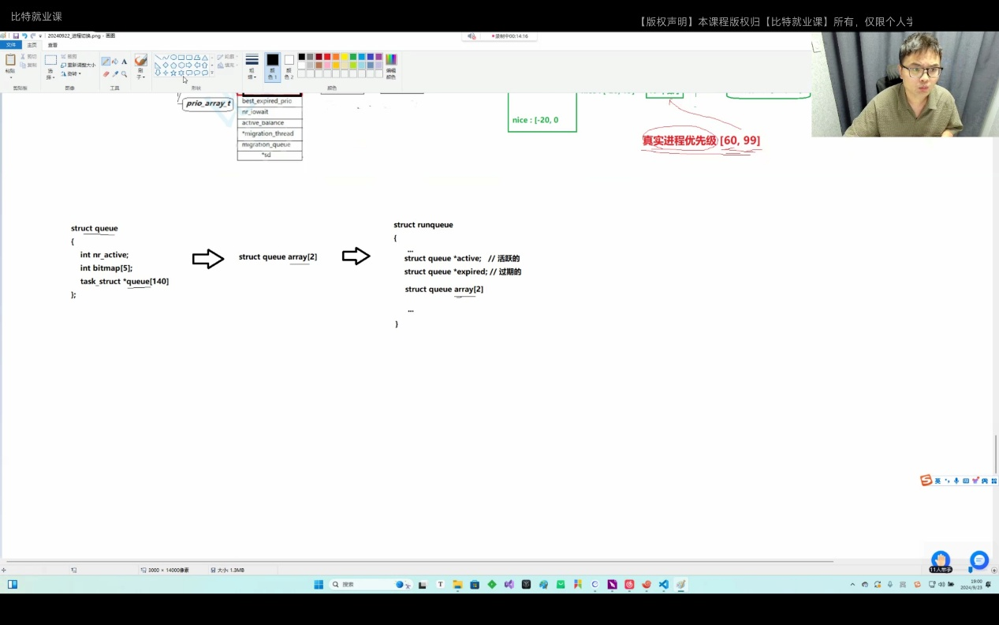 比特就业课
【版权声明】本课程版权归【比特就业课】所有，仅限个人学
20240922_进程切换.png - 画图
录制中00:14:16
文件
主页
查看
粘贴
剪切
复制
选择
裁剪
重新调整大小
旋转
刷子
轮廓
填充
粗细
颜色 1
颜色 2
编辑颜色
剪贴板
图像
工具
形状
颜色
prio_array_t
best_expired_prio
nr_iowait
active_balance
*migration_thread
migration_queue
*sd
nice : [-20, 0
真实进程优先级 [60, 99]
struct queue
{
int nr_active;
int bitmap[5];
task_struct *queue[140]
};
struct queue array[2]
struct runqueue
{
...
struct queue *active; // 活跃的
struct queue *expired; // 过期的
struct queue array[2]
...
}
英
11人举手
3000 × 14000像素
大小: 1.3MB
搜索
19:00
2024/9/23